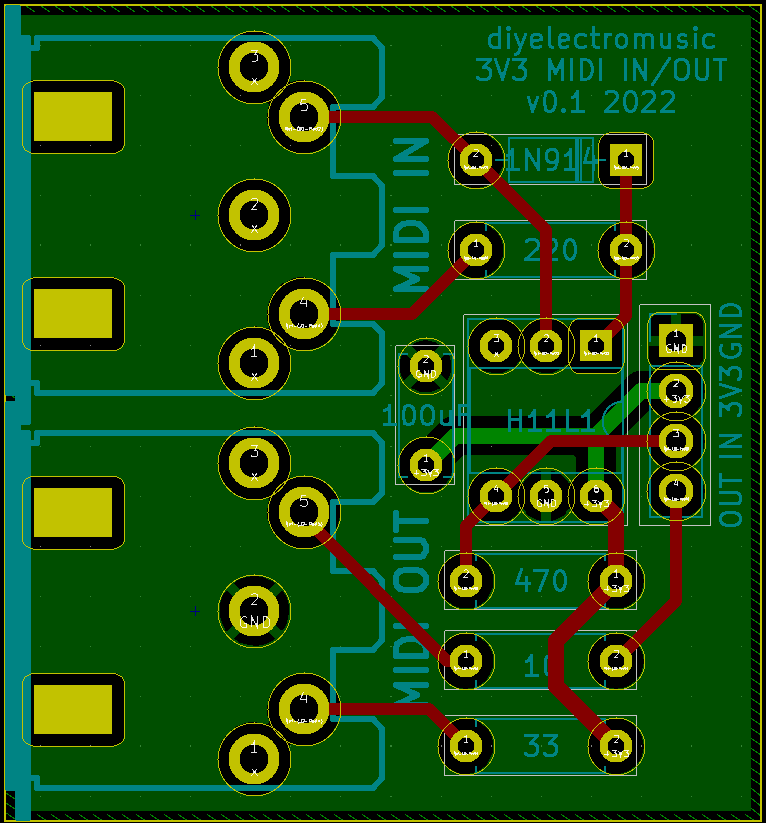 diyelectromusic
3V3 MIDI IN/OUT
v0.1 2022
3
x
5
MIDI IN
2
1N914
1
2
1
220
2
4
1
x
3
x
2
1
1
GND
2
GND
100uF
1
+3V3
H11L1
2
+3V3
3
4
OUT IN 3V3GND
3
x
5
4
5
GND
6
+3V3
MIDI OUT
2
470
1
+3V3
2
GND
1
10
2
4
1
33
2
+3V3
1
x